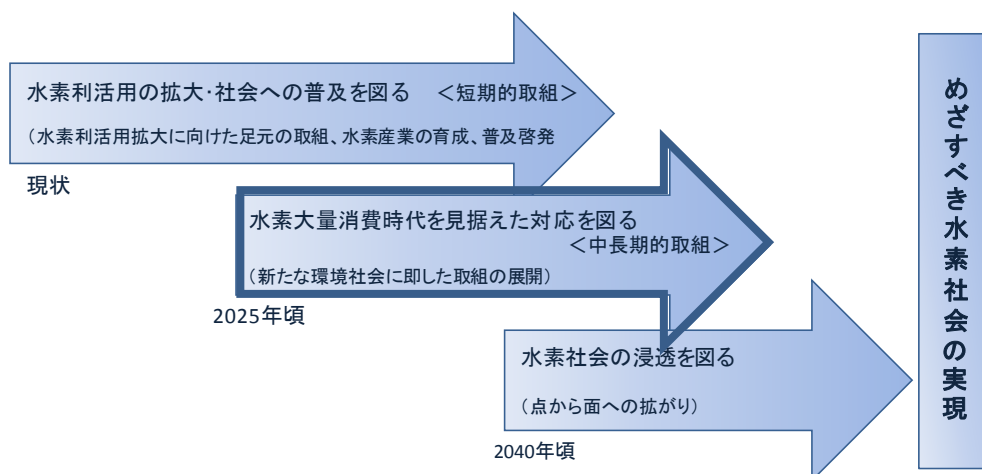 水素利活用の拡大・社会への普及を図る　＜短期的取組＞
（水素利活用拡大に向けた足元の取組、水素産業の育成、普及啓発
現状
水素大量消費時代を見据えた対応を図る
＜中長期的取組＞
（新たな環境社会に即した取組の展開）
2025年頃
水素社会の浸透を図る
（点から面への拡がり）
2040年頃
めざすべき水素社会の実現